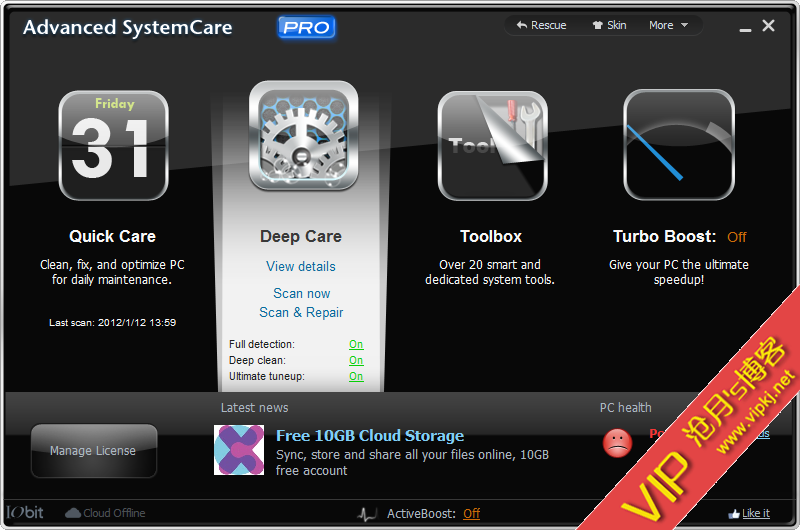 Advanced SystemCare PRO
Rescue Skin More
Friday
31
Quick Care
Clean, fix, and optimize PC
for daily maintenance.
Last scan: 2012/1/12 13:59
Deep Care
View details
Scan now
Scan & Repair
Full detection: On
Deep clean: On
Ultimate tuneup: On
Toolbox
Over 20 smart and
dedicated system tools.
Turbo Boost: Off
Give your PC the ultimate
speedup!
Manage License
Latest news
Free 10GB Cloud Storage
Sync, store and share all your files online, 10GB
free account
PC health
VIP 沧月's博客
www.vipkj.net
IObit
Cloud Offline
ActiveBoost: Off
Like it